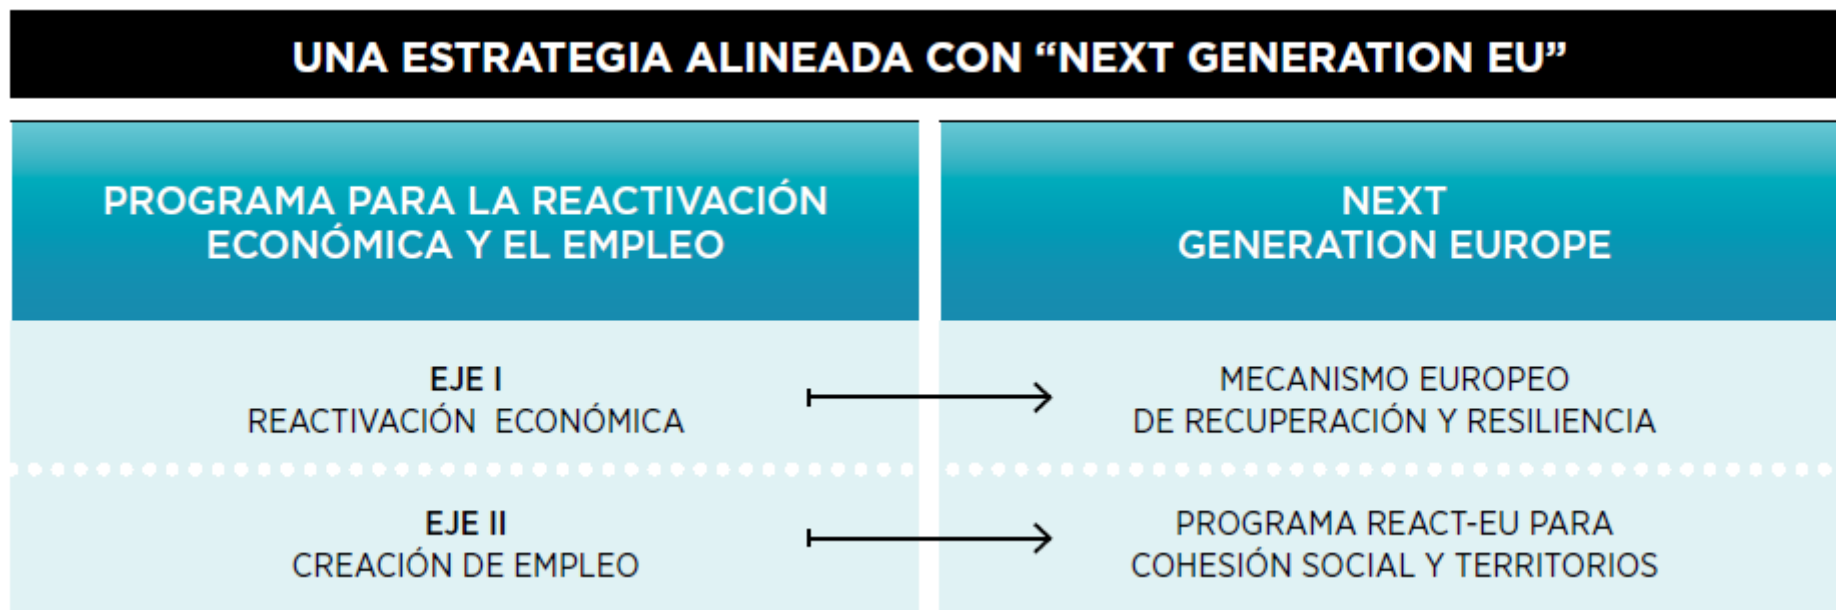 UNA ESTRATEGIA ALINEADA CON “NEXT GENERATION EU”
PROGRAMA PARA LA REACTIVACIÓN
ECONÓMICA Y EL EMPLEO
NEXT
GENERATION EUROPE
EJE I
REACTIVACIÓN ECONÓMICA
MECANISMO EUROPEO
DE RECUPERACIÓN Y RESILIENCIA
EJE II
CREACIÓN DE EMPLEO
PROGRAMA REACT-EU PARA
COHESIÓN SOCIAL Y TERRITORIOS